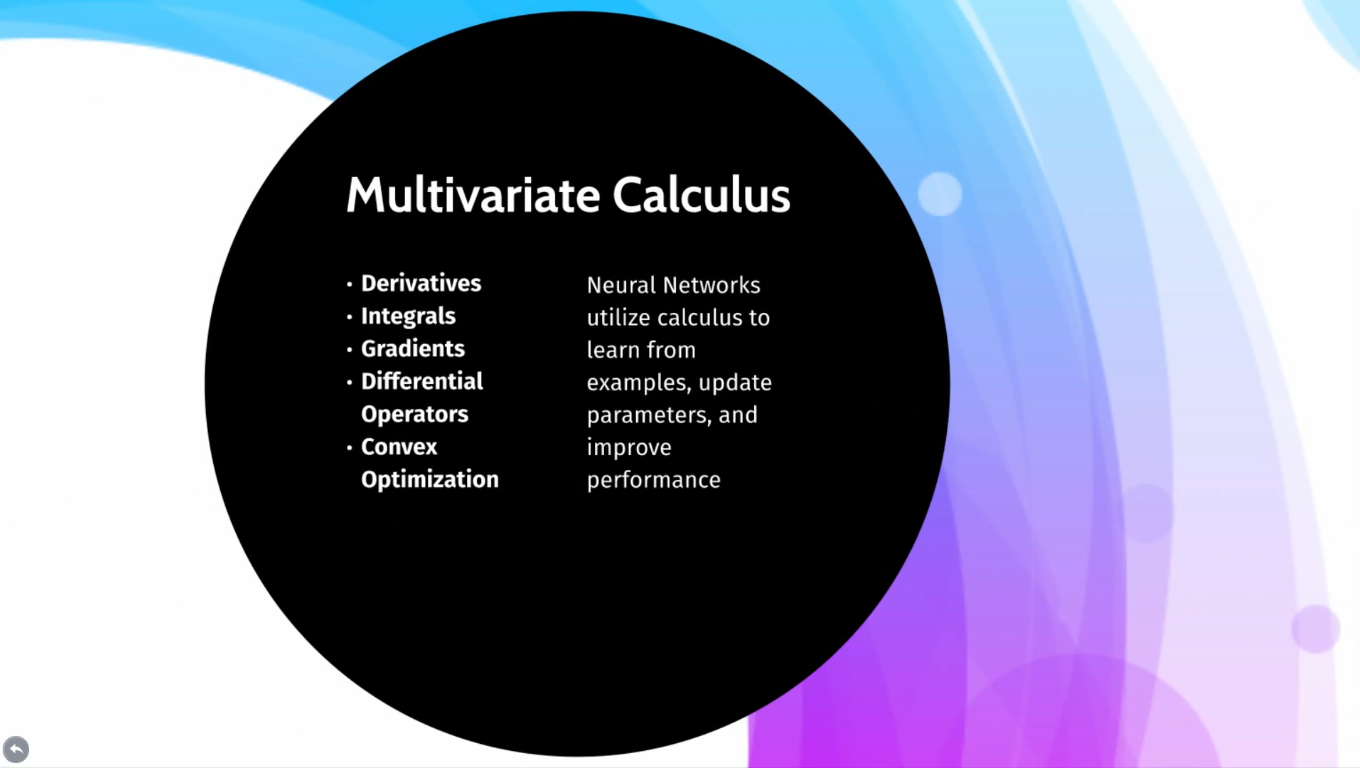 Multivariate Calculus
• Derivatives
• Integrals
• Gradients
• Differential
Operators
• Convex
Optimization
Neural Networks
utilize calculus to
learn from
examples, update
parameters, and
improve
performance